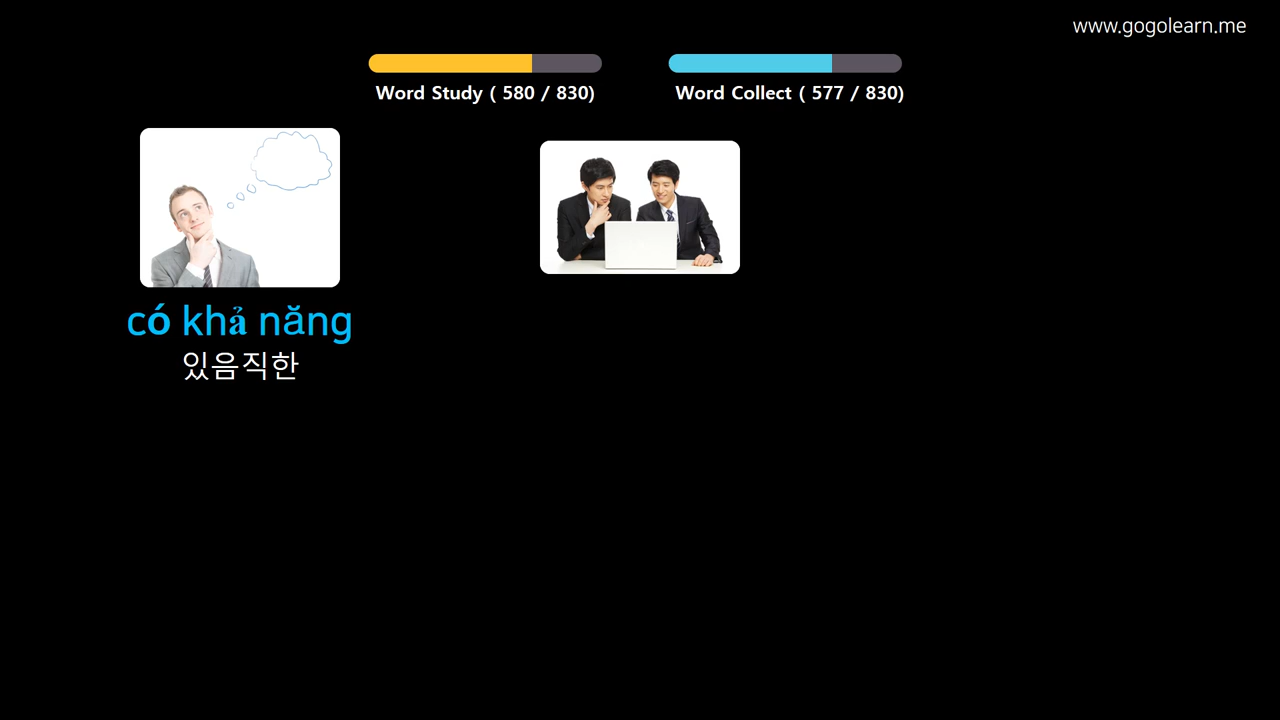 www.gogolearn.me
Word Study ( 580 / 830)
Word Collect ( 577 / 830)
có khả năng
있음직한